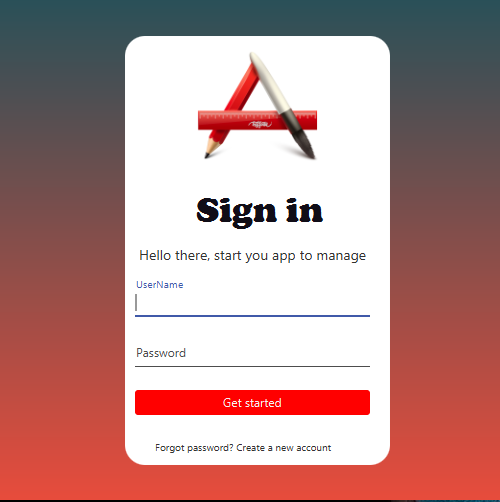 Sign in
Hello there, start you app to manage
UserName
Password
Get started
Forgot password? Create a new account